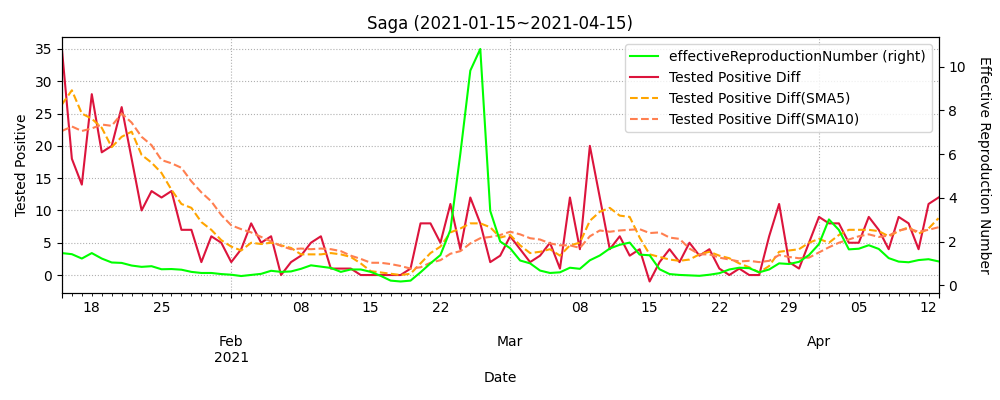 Saga (2021-01-15~2021-04-15)
effectiveReproductionNumber (right)
Tested Positive Diff
Tested Positive Diff(SMA5)
Tested Positive Diff(SMA10)
Tested Positive
35
30
25
20
15
10
5
0
10
8
6
4
2
0
Effective Reproduction Number
18 25 08 15 22 08 15 22 29 05 12
Feb Mar Apr
2021
Date